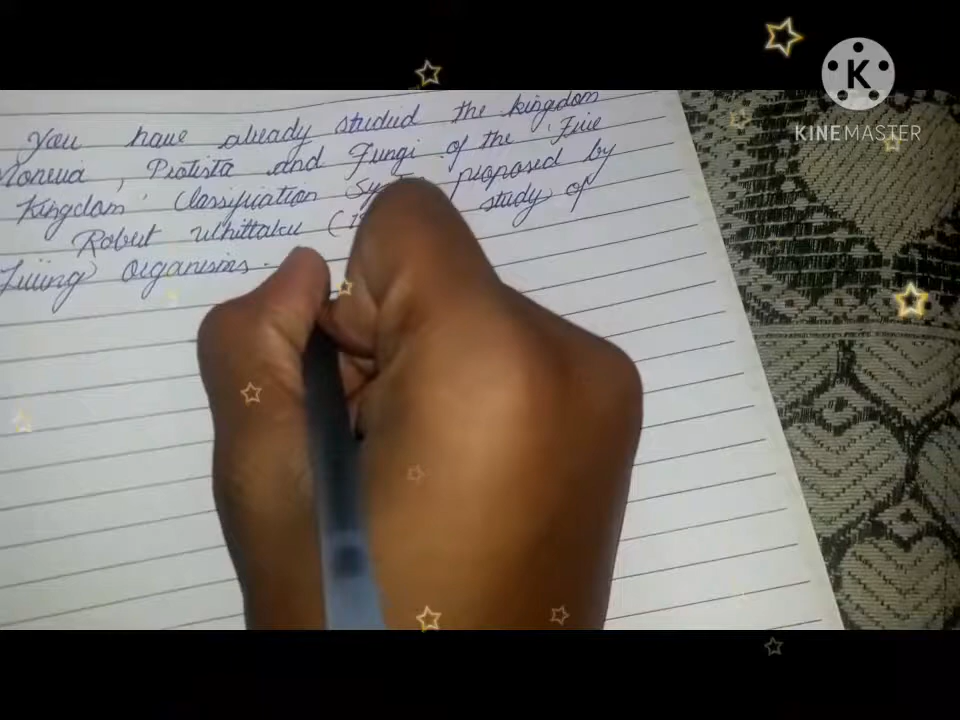 You have already studied the kingdom
Monera, Protista and Fungi of the Five
Kingdom Classification proposed by
Robert Whittaker study of
Living Organisms.
K
KINEMASTER